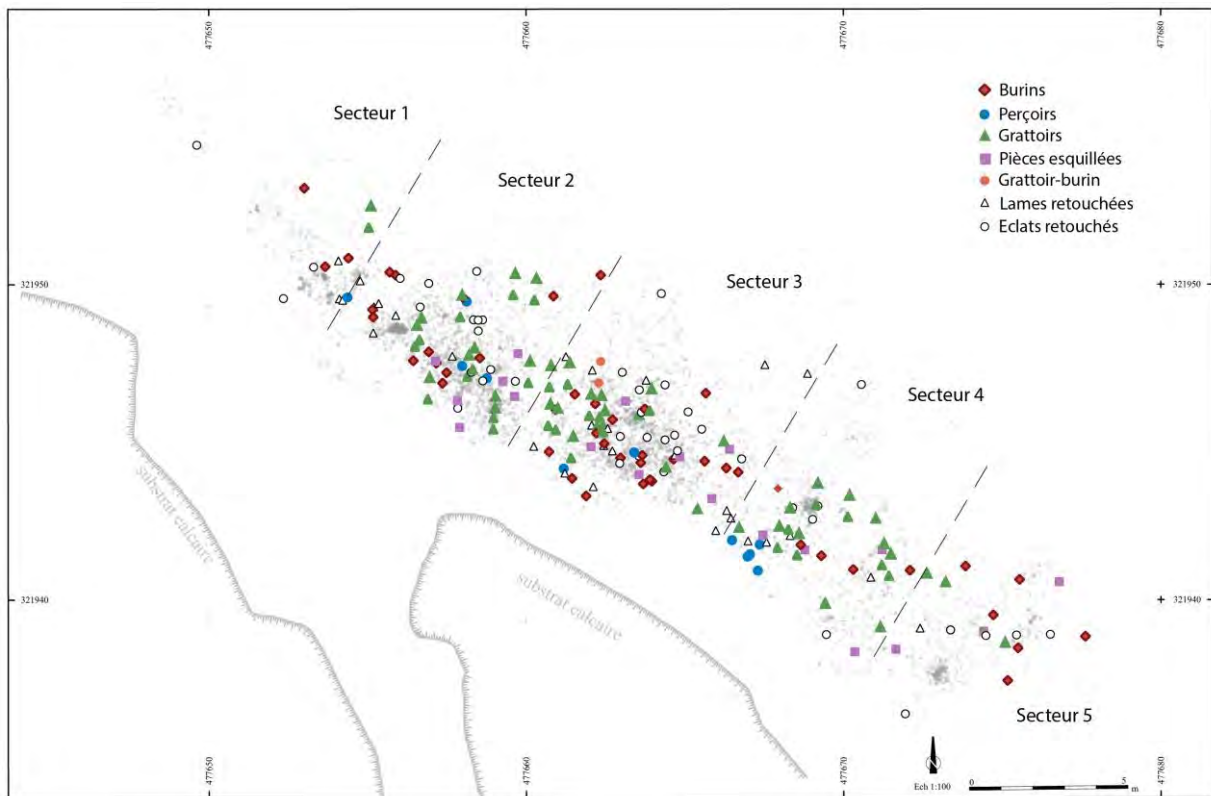 477650
477660
477670
477680
Secteur 1
Secteur 2
Secteur 3
Secteur 4
Secteur 5
Burins
Perçoirs
Grattoirs
Pièces esquillées
Grattoir-burin
Lames retouchées
Eclats retouchés
321950
321950
substrat calcaire
substrat calcaire
321940
321940
N
Ech 1:100
0
5
m
477650
477660
477670
477680